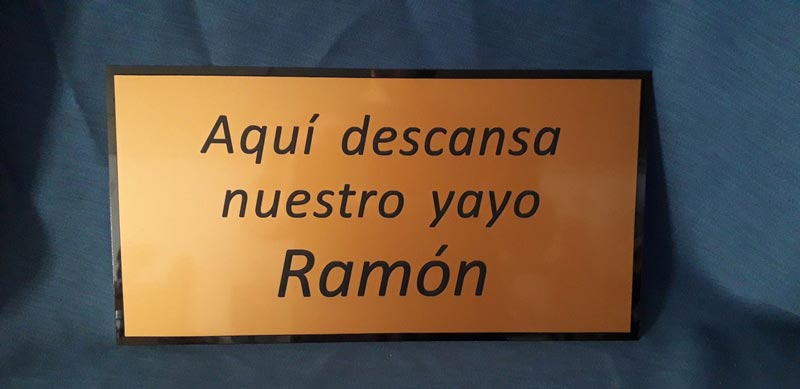 Aquí descansa
nuestro yayo
Ramón